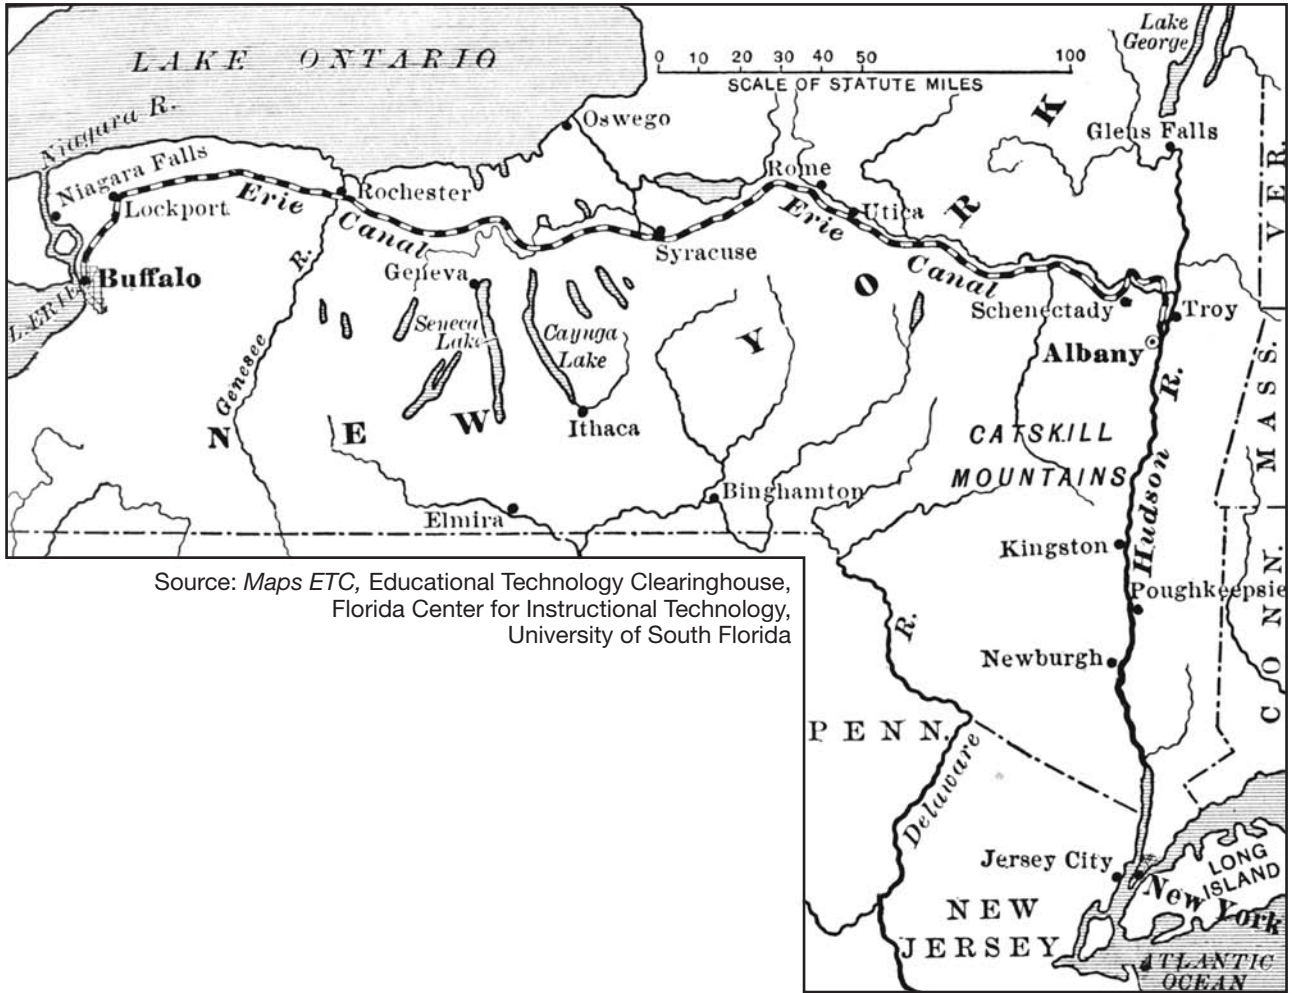 LAKE ONTARIO
0 10 20 30 40 50 100
SCALE OF STATUTE MILES
Lake
George
Niagara R.
Oswego
K
Glens Falls
VER.
Niagara Falls
Rome
Erie
Rochester
Lockport
Canal
Erie
Utica
R
Syracuse
Geneva
R.
Buffalo
O
Canal
L. ERIE
Schenectady
Troy
Seneca
Lake
Cayuga
Lake
Y
Albany
MASS.
Genesee
R.
N E W
Ithaca
CATSKILL
MOUNTAINS
Hudson
Binghamton
Elmira
Kingston
CONN.
Poughkeepsie
Source: Maps ETC, Educational Technology Clearinghouse,
Florida Center for Instructional Technology,
University of South Florida
R.
Newburgh
PENN.
Delaware
Jersey City
LONG
ISLAND
New York
NEW
JERSEY
ATLANTIC
OCEAN